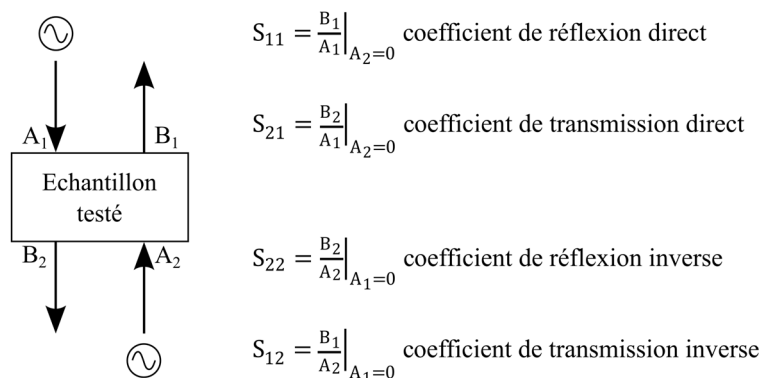 S₁₁ = B₁/A₁|A₂=0 coefficient de réflexion direct
A₁ B₁
S₂₁ = B₂/A₁|A₂=0 coefficient de transmission direct
Echantillon
testé
B₂ A₂
S₂₂ = B₂/A₂|A₁=0 coefficient de réflexion inverse
S₁₂ = B₁/A₂|A₁=0 coefficient de transmission inverse